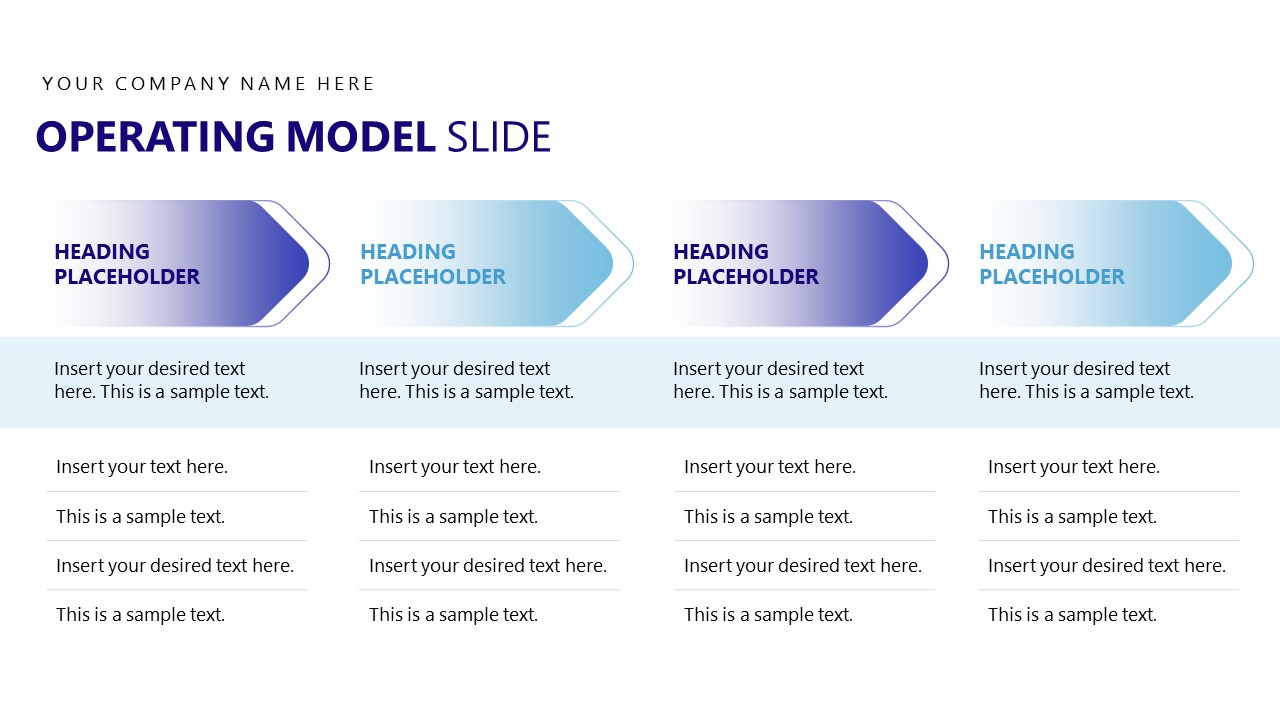 YOUR COMPANY NAME HERE
OPERATING MODEL SLIDE
HEADING
PLACEHOLDER
HEADING
PLACEHOLDER
HEADING
PLACEHOLDER
HEADING
PLACEHOLDER
Insert your desired text
here. This is a sample text.
Insert your desired text
here. This is a sample text.
Insert your desired text
here. This is a sample text.
Insert your desired text
here. This is a sample text.
Insert your text here.
Insert your text here.
Insert your text here.
Insert your text here.
This is a sample text.
This is a sample text.
This is a sample text.
This is a sample text.
Insert your desired text here.
Insert your desired text here.
Insert your desired text here.
Insert your desired text here.
This is a sample text.
This is a sample text.
This is a sample text.
This is a sample text.